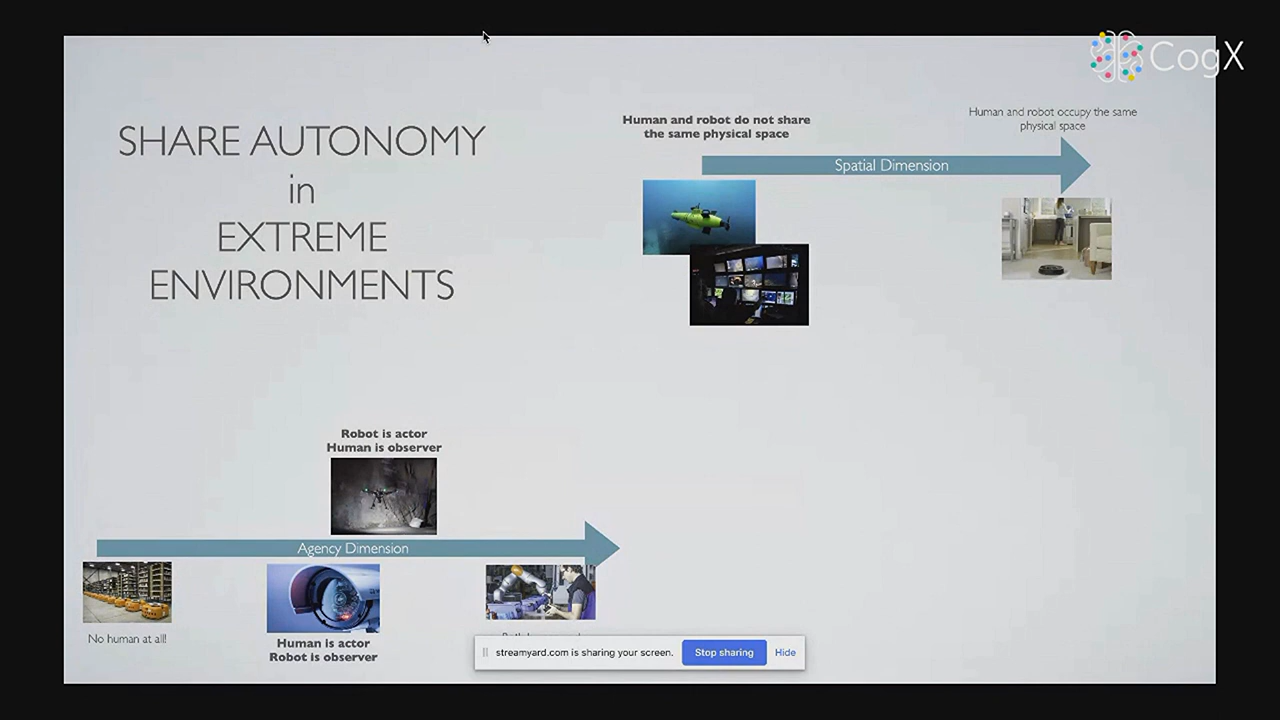 CogX
SHARE AUTONOMY
in
EXTREME
ENVIRONMENTS
Human and robot do not share
the same physical space
Human and robot occupy the same
physical space
Spatial Dimension
Robot is actor
Human is observer
Agency Dimension
No human at all!
Human is actor
Robot is observer
streamyard.com is sharing your screen.
Stop sharing
Hide